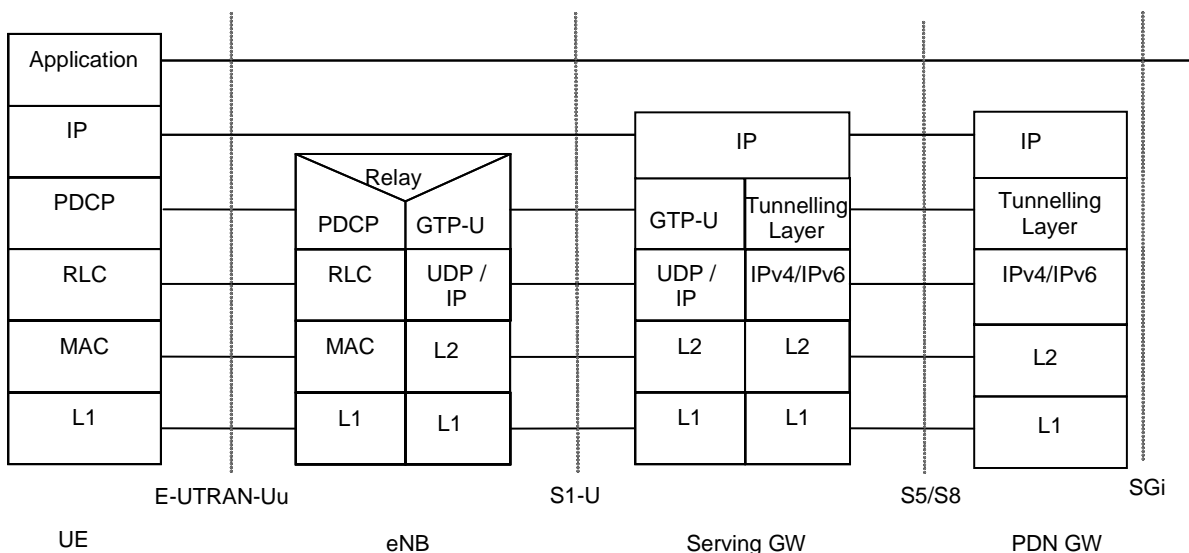 Application
IP
IP
IP
Relay
PDCP
PDCP
GTP-U
GTP-U
Tunnelling
Layer
Tunnelling
Layer
RLC
RLC
UDP /
IP
UDP /
IP
IPv4/IPv6
IPv4/IPv6
MAC
MAC
L2
L2
L2
L2
L1
L1
L1
L1
L1
L1
E-UTRAN-Uu
S1-U
S5/S8
SGi
UE
eNB
Serving GW
PDN GW